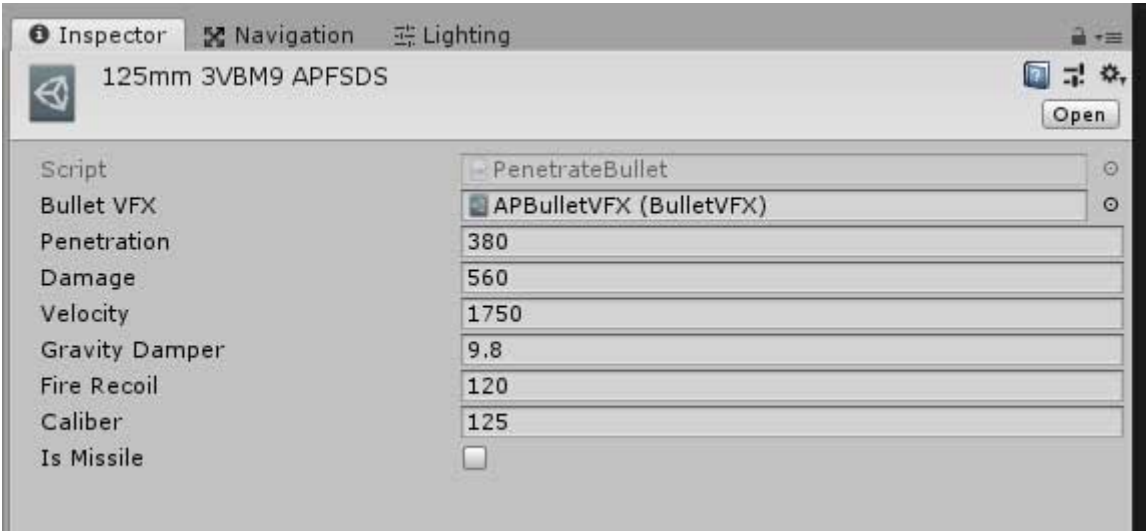 Inspector Navigation Lighting
125mm 3VBM9 APFSDS
Open
Script PenetrateBullet
Bullet VFX APBulletVFX (BulletVFX)
Penetration 380
Damage 560
Velocity 1750
Gravity Damper 9.8
Fire Recoil 120
Caliber 125
Is Missile